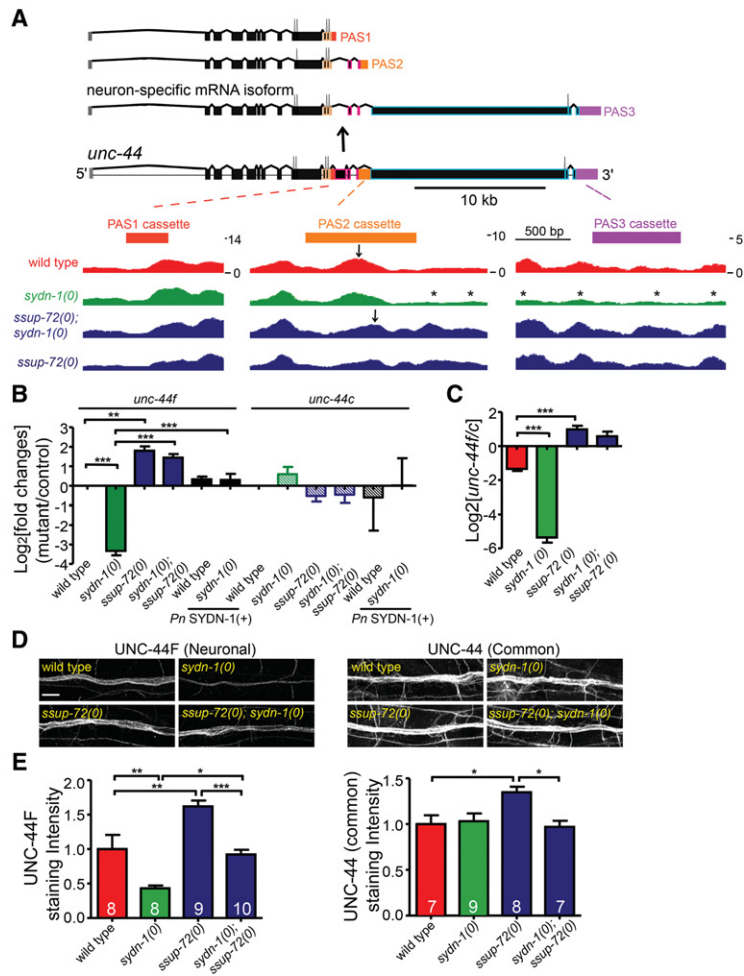 A
PAS1
PAS2
neuron-specific mRNA isoform
PAS3
unc-44
5'
3'
10 kb
PAS1 cassette
PAS2 cassette
PAS3 cassette
500 bp
14
0
10
0
5
0
wild type
sydn-1(0)
ssup-72(0);
sydn-1(0)
ssup-72(0)
* *
* * * *
B
unc-44f
unc-44c
**
***
***
***
Log2[fold changes]
(mutant/control)
3
2
1
0
-1
-2
-3
-4
wild type
sydn-1(0)
ssup-72(0)
sydn-1(0);
ssup-72(0)
wild type
sydn-1(0)
Pn SYDN-1(+)
wild type
sydn-1(0)
ssup-72(0)
sydn-1(0);
ssup-72(0)
wild type
sydn-1(0)
Pn SYDN-1(+)
C
***
***
Log2[unc-44f/c]
2
0
-2
-4
-6
wild type
sydn-1 (0)
ssup-72 (0)
sydn-1 (0);
ssup-72 (0)
D
UNC-44F (Neuronal)
UNC-44 (Common)
wild type
sydn-1(0)
ssup-72(0)
ssup-72(0); sydn-1(0)
wild type
sydn-1(0)
ssup-72(0)
ssup-72(0); sydn-1(0)
E
UNC-44F
staining Intensity
2.0
1.5
1.0
0.5
0.0
**
*
**
***
8
8
9
10
wild type
sydn-1(0)
ssup-72(0)
sydn-1(0);
ssup-72(0)
UNC-44 (common)
staining Intensity
1.5
1.0
0.5
0.0
*
*
7
9
8
7
wild type
sydn-1(0)
ssup-72(0)
sydn-1(0);
ssup-72(0)